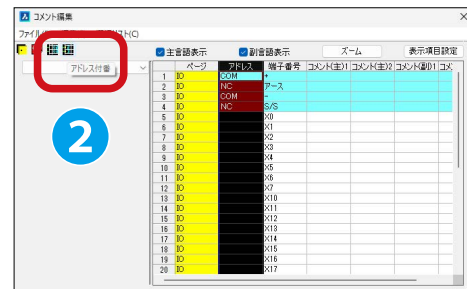 コメント編集
ファイル
スト(C)
アドレス付番
主言語表示 副言語表示 ズーム 表示項目設定
ページ アドレス 端子番号 コメント(主)1 コメント(主)2 コメント(副)1
1 IO COM +
2 IO NC アース
3 IO COM -
4 IO NC S/S
5 IO X0
6 IO X1
7 IO X2
8 IO X3
9 IO X4
10 IO X5
11 IO X6
12 IO X7
13 IO X10
14 IO X11
15 IO X12
16 IO X13
17 IO X14
18 IO X15
19 IO X16
20 IO X17
2